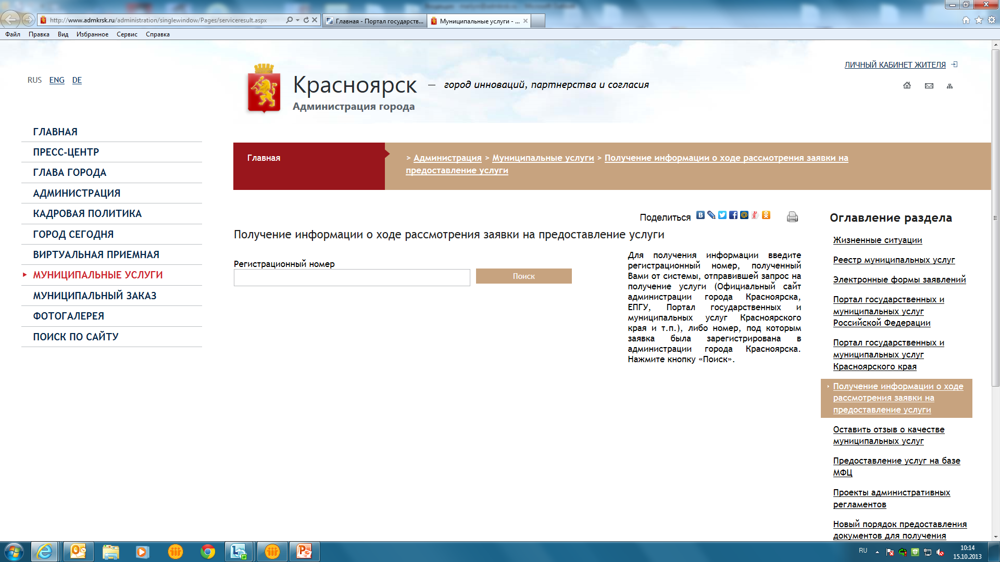 http://www.admkrsk.ru/administration/singlewindow/Pages/serviceresult.aspx
Главная - Портал государств...
Муниципальные услуги - ...
Файл Правка Вид Избранное Сервис Справка
RUS ENG DE
Красноярск — город инноваций, партнерства и согласия
Администрация города
ЛИЧНЫЙ КАБИНЕТ ЖИТЕЛЯ
ГЛАВНАЯ
ПРЕСС-ЦЕНТР
ГЛАВА ГОРОДА
АДМИНИСТРАЦИЯ
КАДРОВАЯ ПОЛИТИКА
ГОРОД СЕГОДНЯ
ВИРТУАЛЬНАЯ ПРИЕМНАЯ
МУНИЦИПАЛЬНЫЕ УСЛУГИ
МУНИЦИПАЛЬНЫЙ ЗАКАЗ
ФОТОГАЛЕРЕЯ
ПОИСК ПО САЙТУ
Главная
> Администрация > Муниципальные услуги > Получение информации о ходе рассмотрения заявки на
предоставление услуги
Поделиться
Получение информации о ходе рассмотрения заявки на предоставление услуги
Регистрационный номер
Поиск
Для получения информации введите
регистрационный номер, полученный
Вами от системы, отправившей запрос на
получение услуги (Официальный сайт
администрации города Красноярска,
ЕПГУ, Портал государственных и
муниципальных услуг Красноярского
края и т.п.), либо номер, под которым
заявка была зарегистрирована в
администрации города Красноярска.
Нажмите кнопку «Поиск».
Оглавление раздела
Жизненные ситуации
Реестр муниципальных услуг
Электронные формы заявлений
Портал государственных и
муниципальных услуг
Российской Федерации
Портал государственных и
муниципальных услуг
Красноярского края
Получение информации о ходе
рассмотрения заявки на
предоставление услуги
Оставить отзыв о качестве
муниципальных услуг
Предоставление услуг на базе
МФЦ
Проекты административных
регламентов
Новый порядок предоставления
документов для получения
RU
10:14
15.10.2013